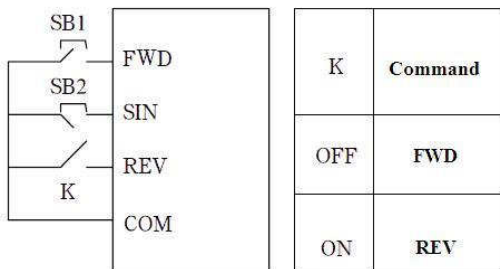 SB1
FWD
SB2
SIN
REV
K
COM
K Command
OFF FWD
ON REV